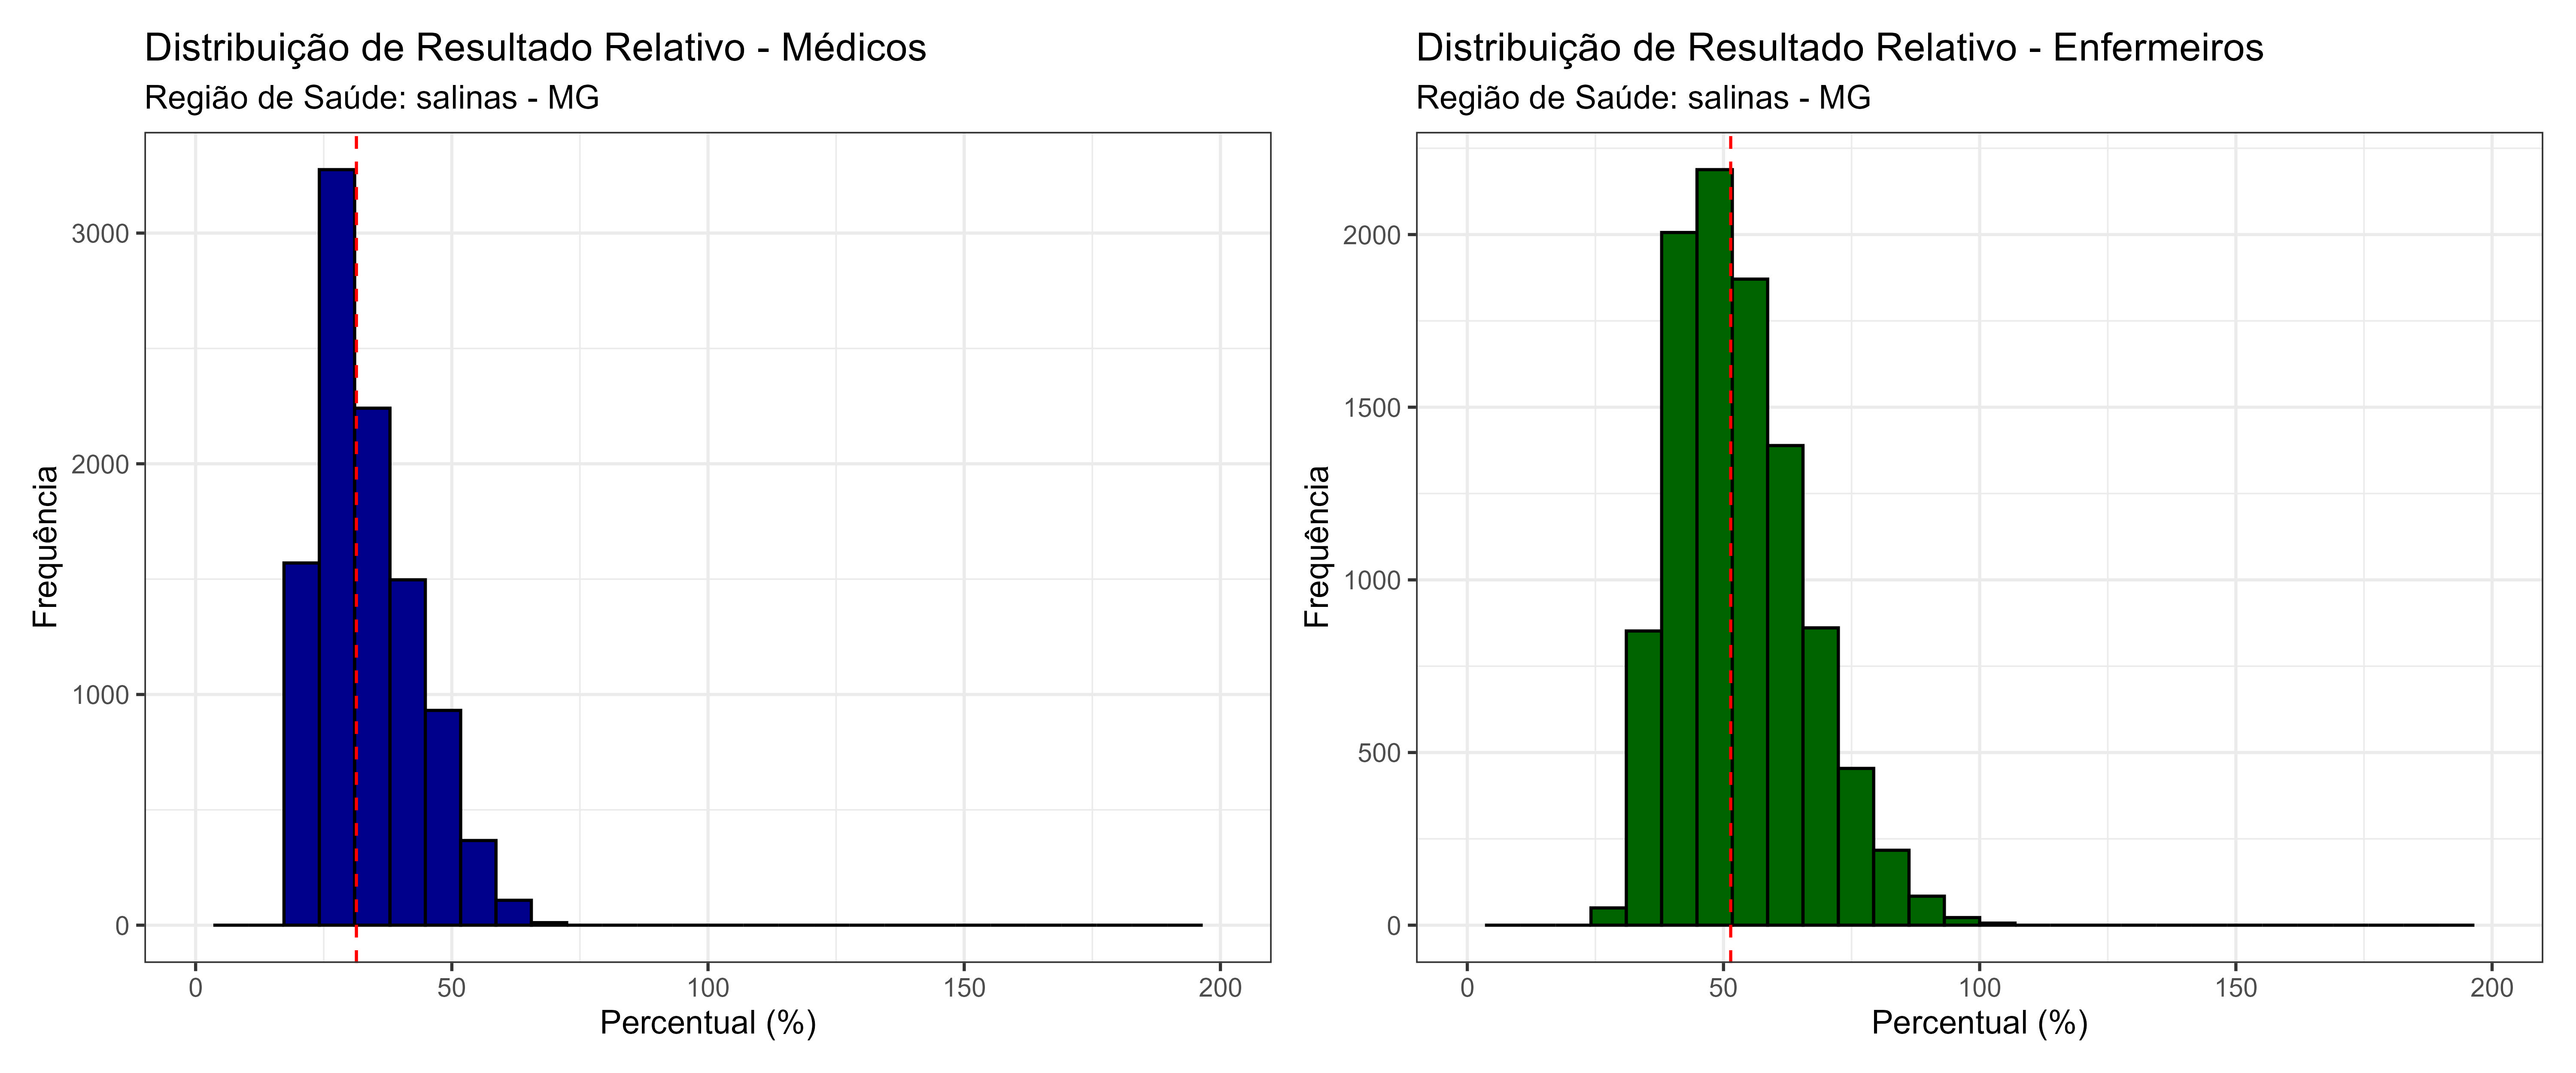 Distribuição de Resultado Relativo - Médicos
Região de Saúde: salinas - MG
Frequência
3000
2000
1000
0
0 50 100 150 200
Percentual (%)
Distribuição de Resultado Relativo - Enfermeiros
Região de Saúde: salinas - MG
Frequência
2000
1500
1000
500
0
0 50 100 150 200
Percentual (%)